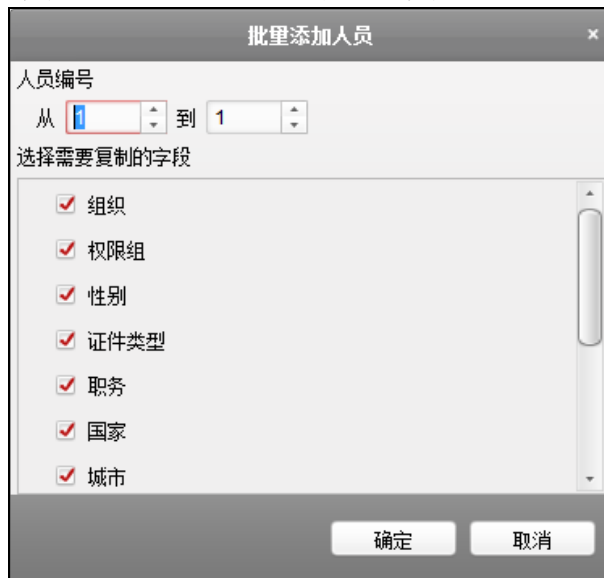 批里添加人员 ×
人员编号
从 1 到 1
选择需要复制的字段
组织
权限组
性别
证件类型
职务
国家
城市
确定 取消